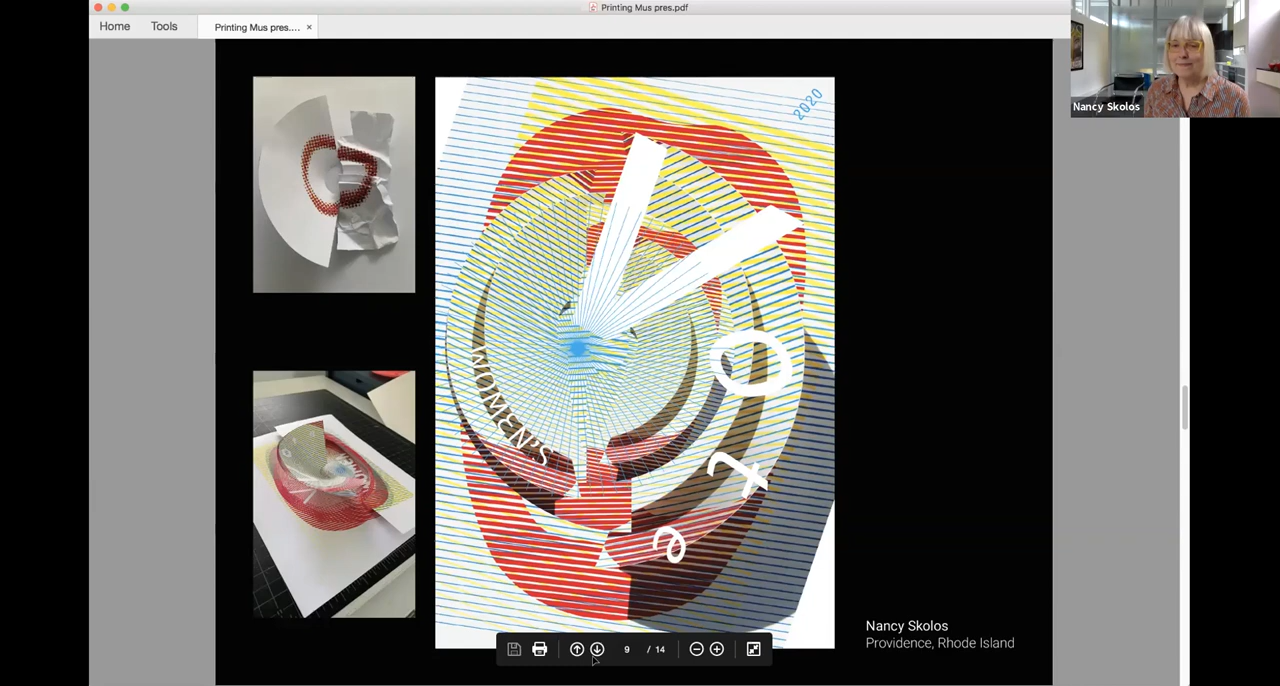 Printing Mus pres.pdf
Home
Tools
Printing Mus pres.... ×
Nancy Skolos
2020
WOMEN'S
V
o
t
e
Nancy Skolos
Providence, Rhode Island
9 / 14